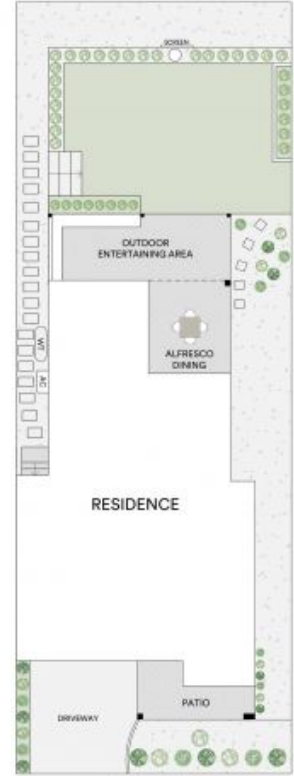 SCREEN
OUTDOOR
ENTERTAINING AREA
WT
ALFRESCO
DINING
AC
RESIDENCE
PATIO
DRIVEWAY